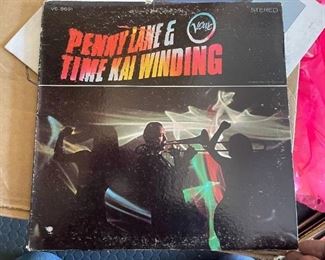 STEREO
PENNY LANE &
Verve
TIME KAI WINDING